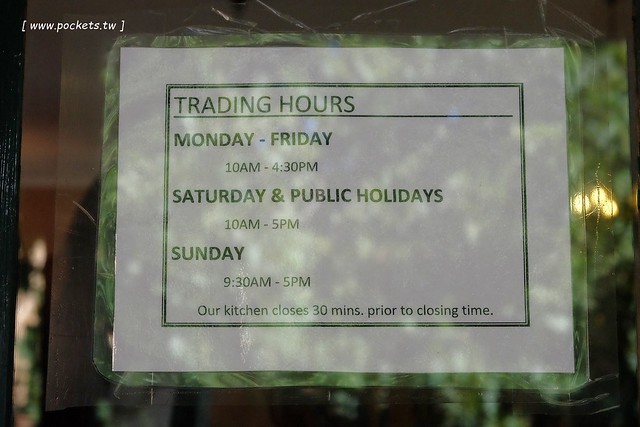 [ www.pockets.tw ]
TRADING HOURS
MONDAY - FRIDAY
10AM - 4:30PM
SATURDAY & PUBLIC HOLIDAYS
10AM - 5PM
SUNDAY
9:30AM - 5PM
Our kitchen closes 30 mins. prior to closing time.